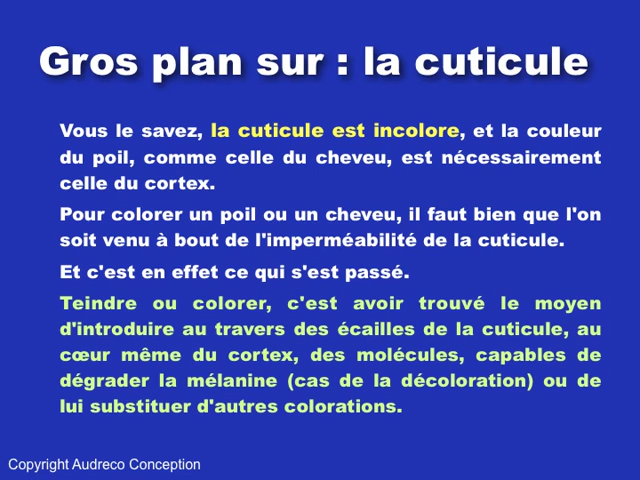 Gros plan sur : la cuticule
Vous le savez, la cuticule est incolore, et la couleur
du poil, comme celle du cheveu, est nécessairement
celle du cortex.
Pour colorer un poil ou un cheveu, il faut bien que l'on
soit venu à bout de l'imperméabilité de la cuticule.
Et c'est en effet ce qui s'est passé.
Teindre ou colorer, c'est avoir trouvé le moyen
d'introduire au travers des écailles de la cuticule, au
cœur même du cortex, des molécules, capables de
dégrader la mélanine (cas de la décoloration) ou de
lui substituer d'autres colorations.
Copyright Audreco Conception